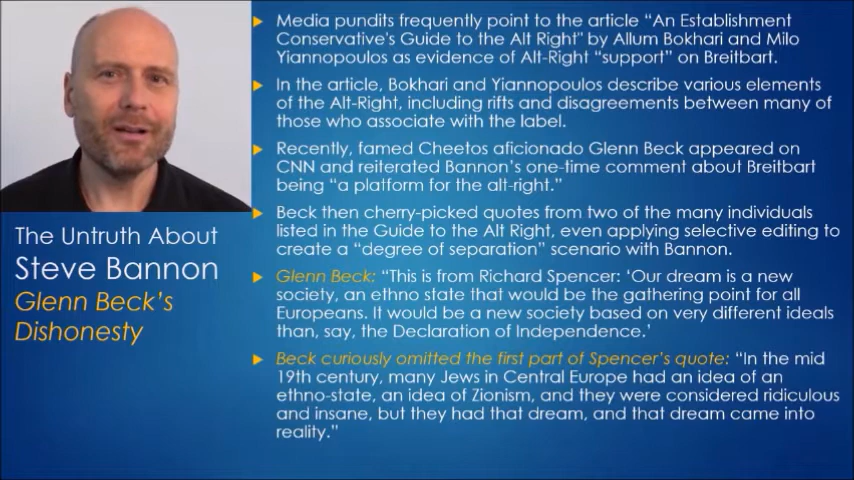 Media pundits frequently point to the article “An Establishment
Conservative's Guide to the Alt Right" by Allum Bokhari and Milo
Yiannopoulos as evidence of Alt-Right “support” on Breitbart.
In the article, Bokhari and Yiannopoulos describe various elements
of the Alt-Right, including rifts and disagreements between many of
those who associate with the label.
Recently, famed Cheetos aficionado Glenn Beck appeared on
CNN and reiterated Bannon’s one-time comment about Breitbart
being “a platform for the alt-right.”
Beck then cherry-picked quotes from two of the many individuals
listed in the Guide to the Alt Right, even applying selective editing to
create a “degree of separation” scenario with Bannon.
Glenn Beck: “This is from Richard Spencer: ‘Our dream is a new
society, an ethno state that would be the gathering point for all
Europeans. It would be a new society based on very different ideals
than, say, the Declaration of Independence.’
Beck curiously omitted the first part of Spencer’s quote: “In the mid
19th century, many Jews in Central Europe had an idea of an
ethno-state, an idea of Zionism, and they were considered ridiculous
and insane, but they had that dream, and that dream came into
reality.”
The Untruth About
Steve Bannon
Glenn Beck’s
Dishonesty